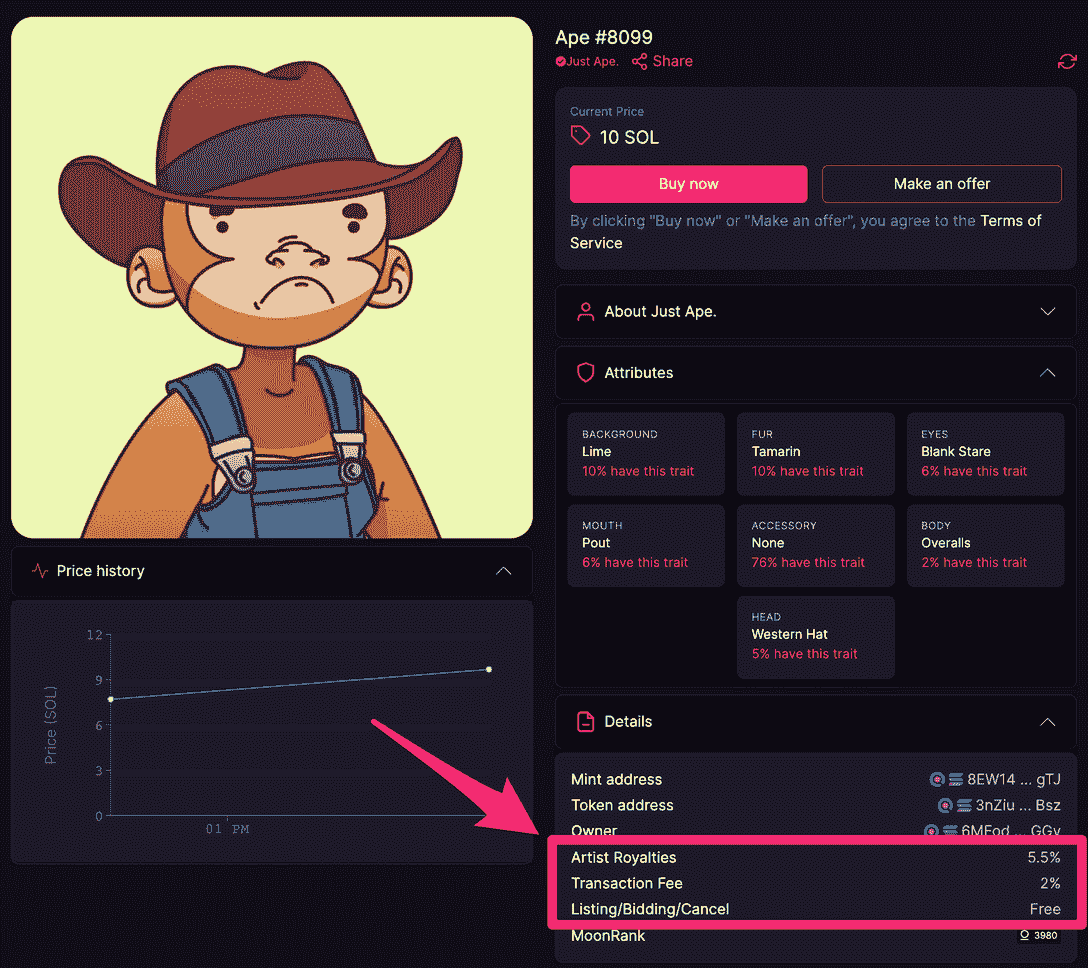 Ape #8099
Just Ape.
Share
Current Price
10 SOL
Buy now
Make an offer
By clicking "Buy now" or "Make an offer", you agree to the Terms of
Service
About Just Ape.
Attributes
BACKGROUND
Lime
10% have this trait
FUR
Tamarin
10% have this trait
EYES
Blank Stare
6% have this trait
MOUTH
Pout
6% have this trait
ACCESSORY
None
76% have this trait
BODY
Overalls
2% have this trait
HEAD
Western Hat
5% have this trait
Price history
Price (SOL)
12
9
6
3
0
01 PM
Details
Mint address 8EW14 ... gTJ
Token address 3nZiu ... Bsz
Owner 6MFod ... GGv
Artist Royalties 5.5%
Transaction Fee 2%
Listing/Bidding/Cancel Free
MoonRank 3980